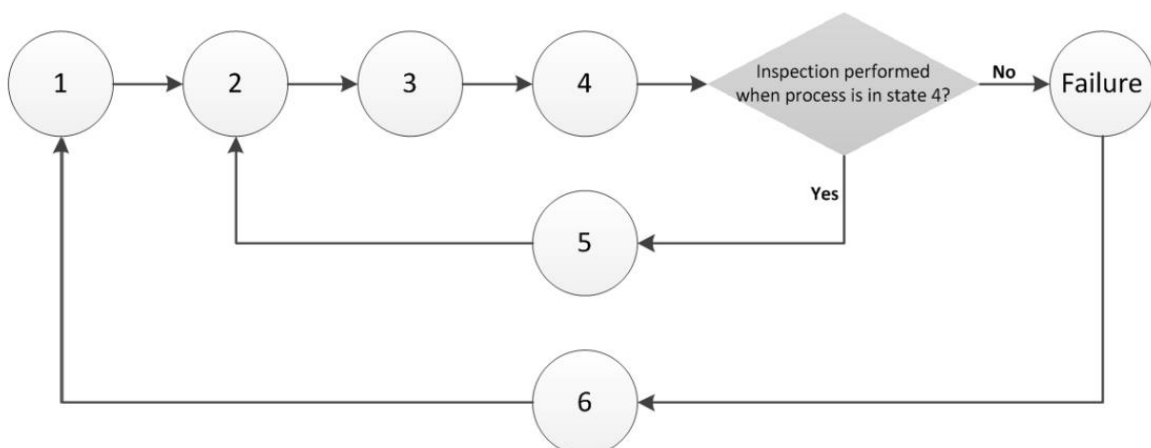 1
2
3
4
Inspection performed
when process is in state 4?
No
Failure
Yes
5
6